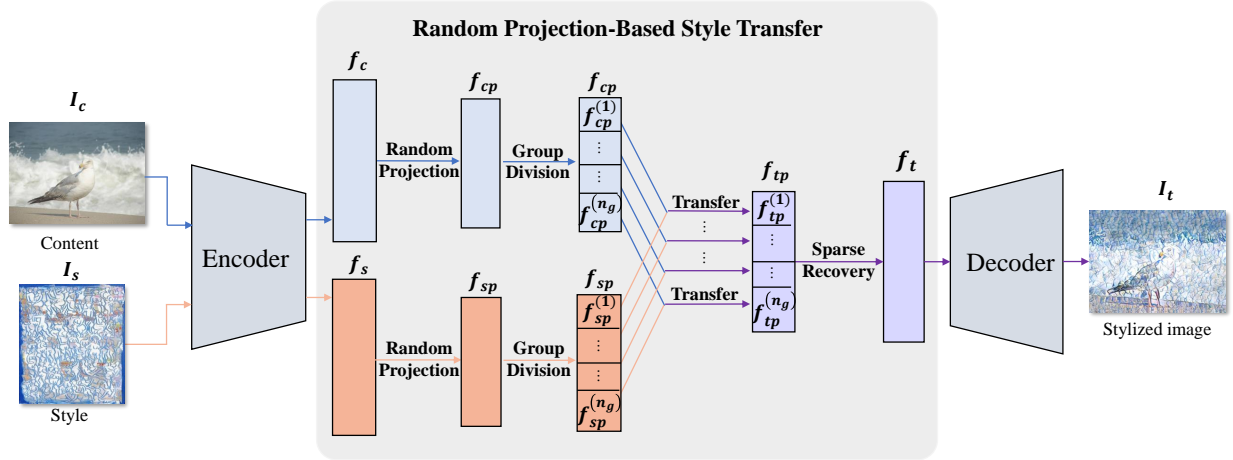 Random Projection-Based Style Transfer
I_c
Content
I_s
Style
Encoder
f_c
Random
Projection
f_cp
Group
Division
f_cp
f_cp^(1)
⋮
⋮
f_cp^(n_g)
f_s
Random
Projection
f_sp
Group
Division
f_sp
f_sp^(1)
⋮
⋮
f_sp^(n_g)
Transfer
⋮
⋮
Transfer
f_tp
f_tp^(1)
⋮
⋮
f_tp^(n_g)
Sparse
Recovery
f_t
Decoder
I_t
Stylized image